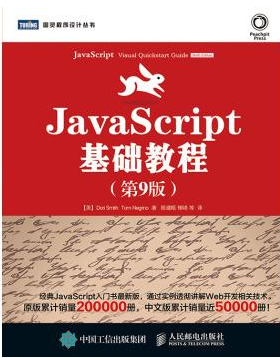 TURING 图灵程序设计丛书
Peachpit
Press
JavaScript Visual Quickstart Guide
JavaScript
基础教程
（第9版）
[美] Dori Smith Tom Negrino 著
等 译
经典JavaScript入门书最新版，通过实例透彻讲解Web开发相关技术。
原版累计销量200000册，中文版累计销量近50000册！
中国工信出版集团
人民邮电出版社
POSTS & TELECOM PRESS